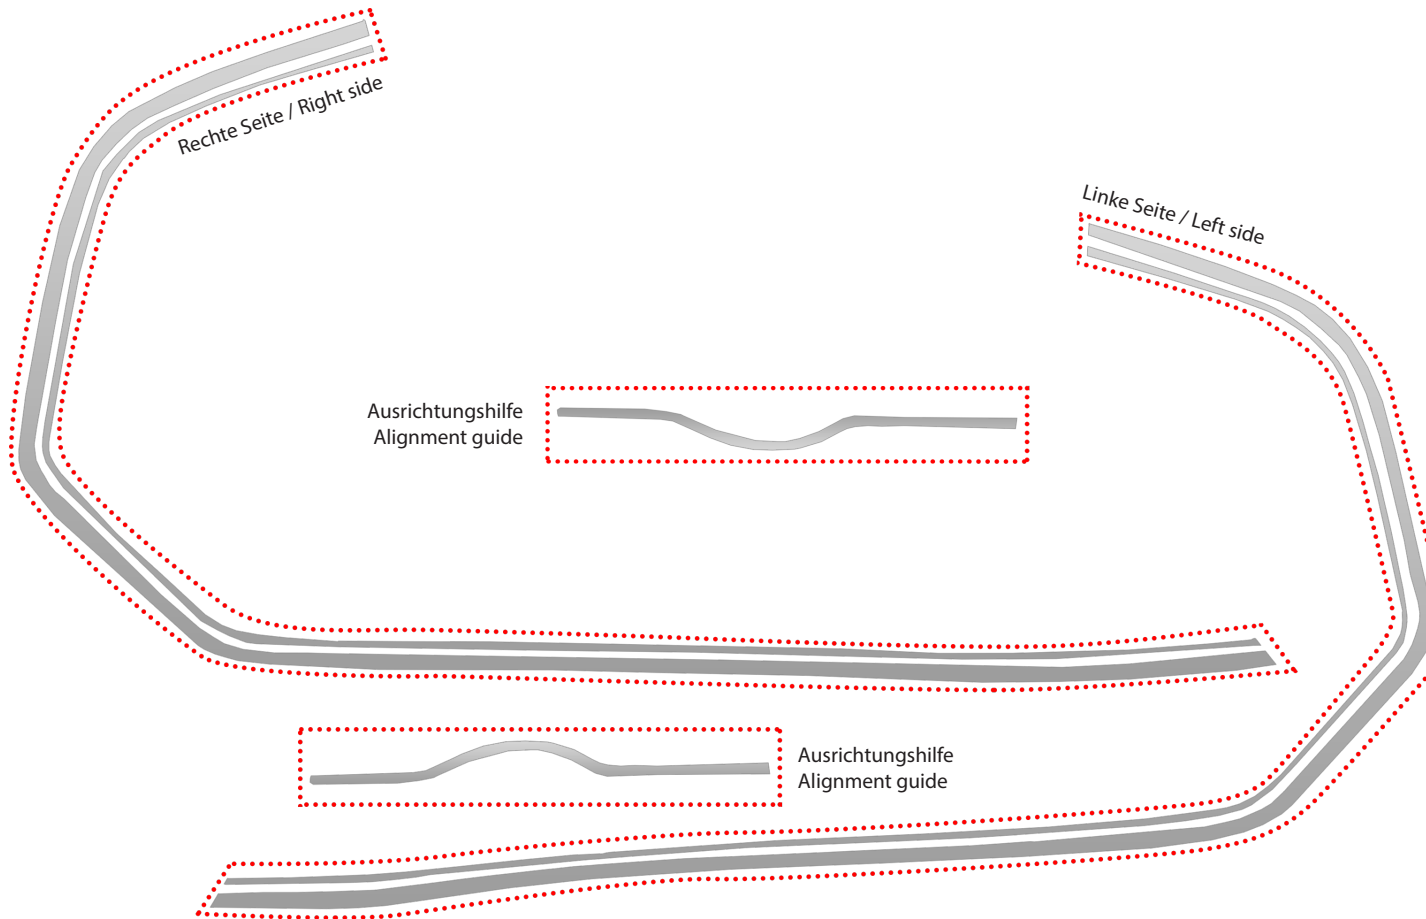 Rechte Seite / Right side
Linke Seite / Left side
Ausrichtungshilfe
Alignment guide
Ausrichtungshilfe
Alignment guide